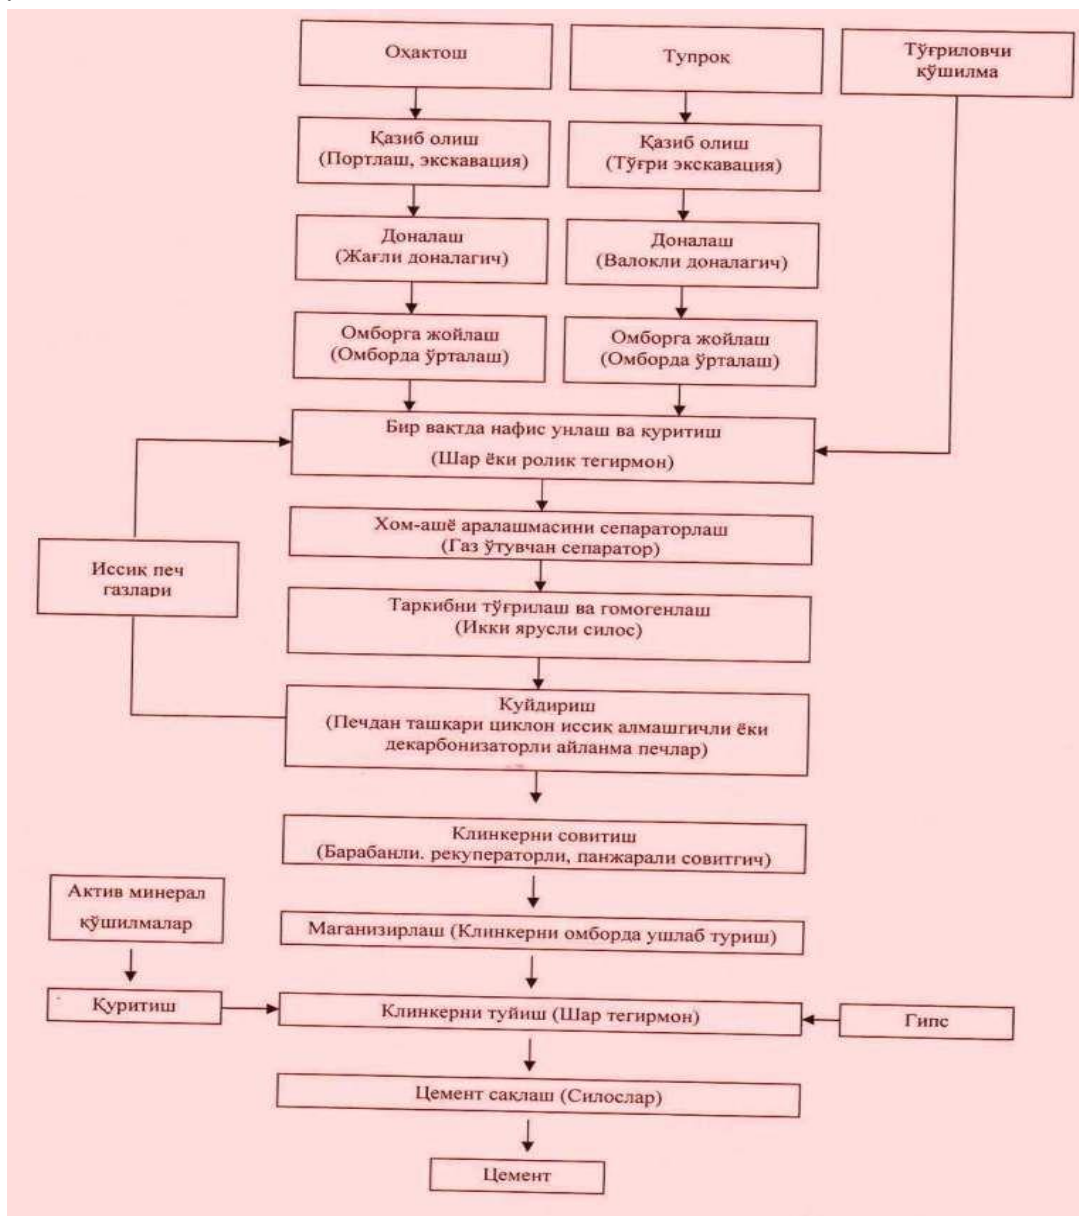 Оҳактош
Тупроқ
Тўғриловчи
қўшилма
Қазиб олиш
(Портлаш, экскавация)
Қазиб олиш
(Тўғри экскавация)
Доналаш
(Жағли доналагич)
Доналаш
(Валокли доналагич)
Омборга жойлаш
(Омборда ўрталаш)
Омборга жойлаш
(Омборда ўрталаш)
Бир вақтда нафис унлаш ва қуритиш
(Шар ёки ролик тегирмон)
Хом-ашё аралашмасини сепараторлаш
(Газ ўтувчан сепаратор)
Иссиқ печ
газлари
Таркибни тўғрилаш ва гомогенлаш
(Икки ярусли силос)
Куйдириш
(Печдан ташқари циклон иссиқ алмашгичли ёки
декарбонизаторли айланма печлар)
Клинкерни совитиш
(Барабанли. рекуператорли, панжарали совитгич)
Актив минерал
қўшилмалар
Маганизирлаш (Клинкерни омборда ушлаб туриш)
Қуритиш
Клинкерни туйиш (Шар тегирмон)
Гипс
Цемент сақлаш (Силослар)
Цемент